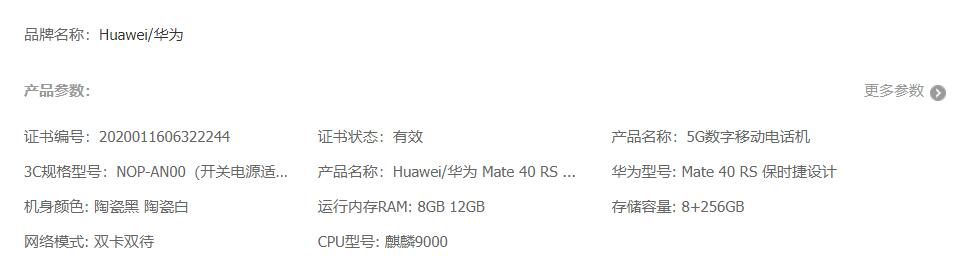 品牌名称：Huawei/华为
产品参数：
更多参数
证书编号：2020011606322244
证书状态：有效
产品名称：5G数字移动电话机
3C规格型号：NOP-AN00（开关电源适...
产品名称：Huawei/华为 Mate 40 RS ...
华为型号: Mate 40 RS 保时捷设计
机身颜色: 陶瓷黑 陶瓷白
运行内存RAM: 8GB 12GB
存储容量: 8+256GB
网络模式: 双卡双待
CPU型号: 麒麟9000